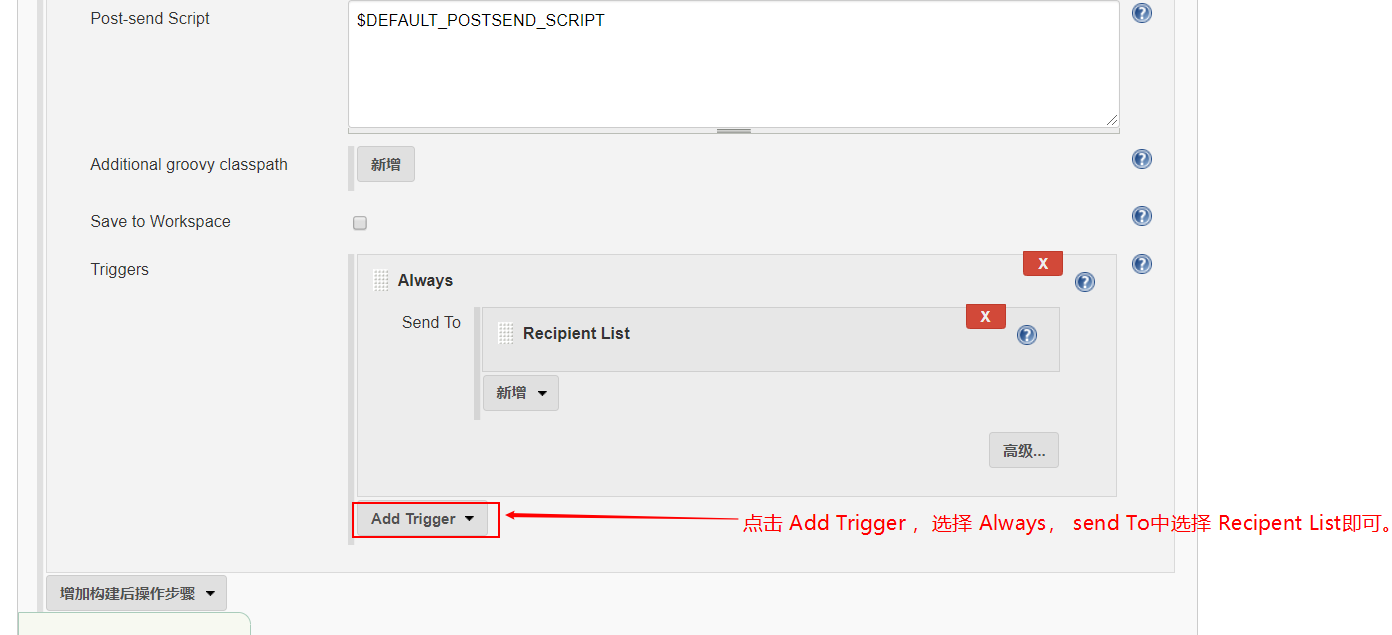 Post-send Script
$DEFAULT_POSTSEND_SCRIPT
Additional groovy classpath
新增
Save to Workspace
Triggers
X
Always
Send To
X
Recipient List
新增
高级...
Add Trigger
点击 Add Trigger ，选择 Always， send To中选择 Recipent List即可。
增加构建后操作步骤